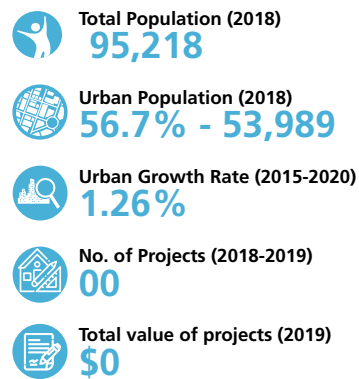 Total Population (2018)
95,218
Urban Population (2018)
56.7% - 53,989
Urban Growth Rate (2015-2020)
1.26%
No. of Projects (2018-2019)
00
Total value of projects (2019)
$0